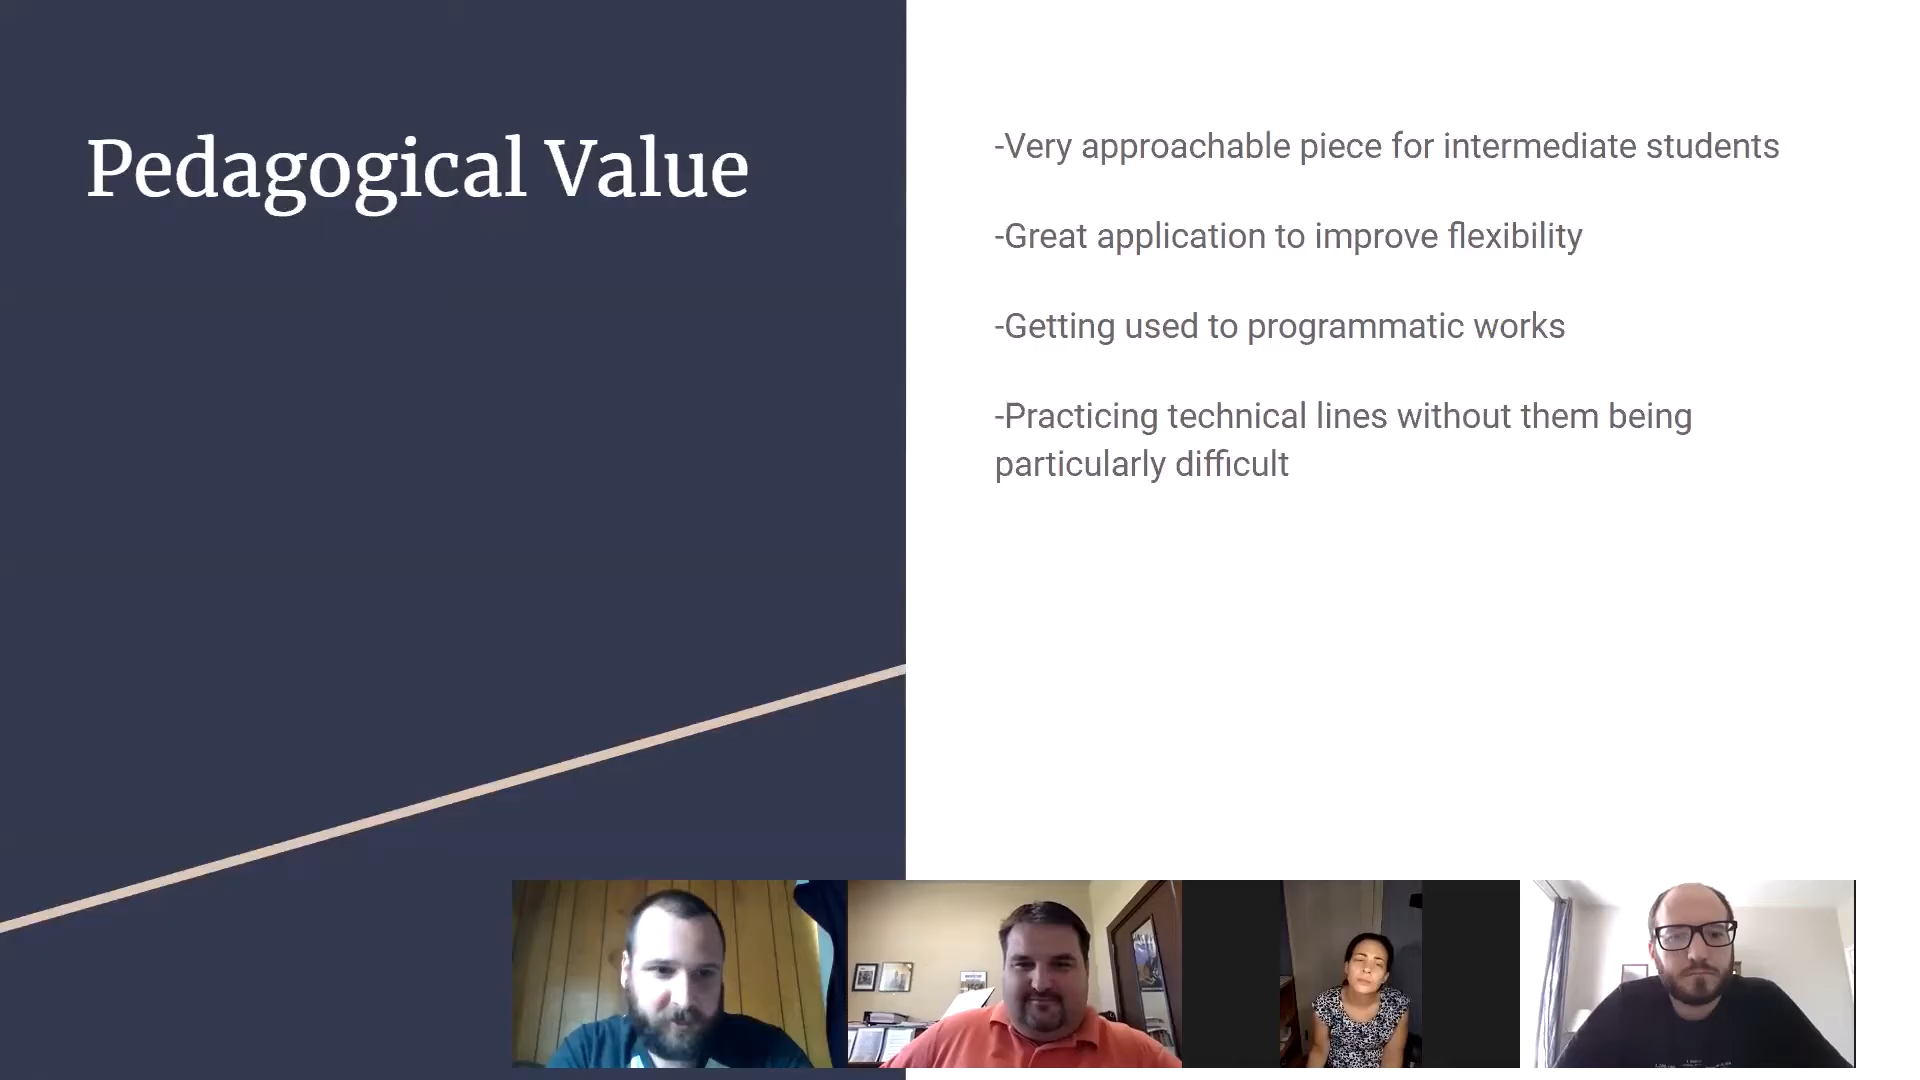 Pedagogical Value
-Very approachable piece for intermediate students
-Great application to improve flexibility
-Getting used to programmatic works
-Practicing technical lines without them being
particularly difficult